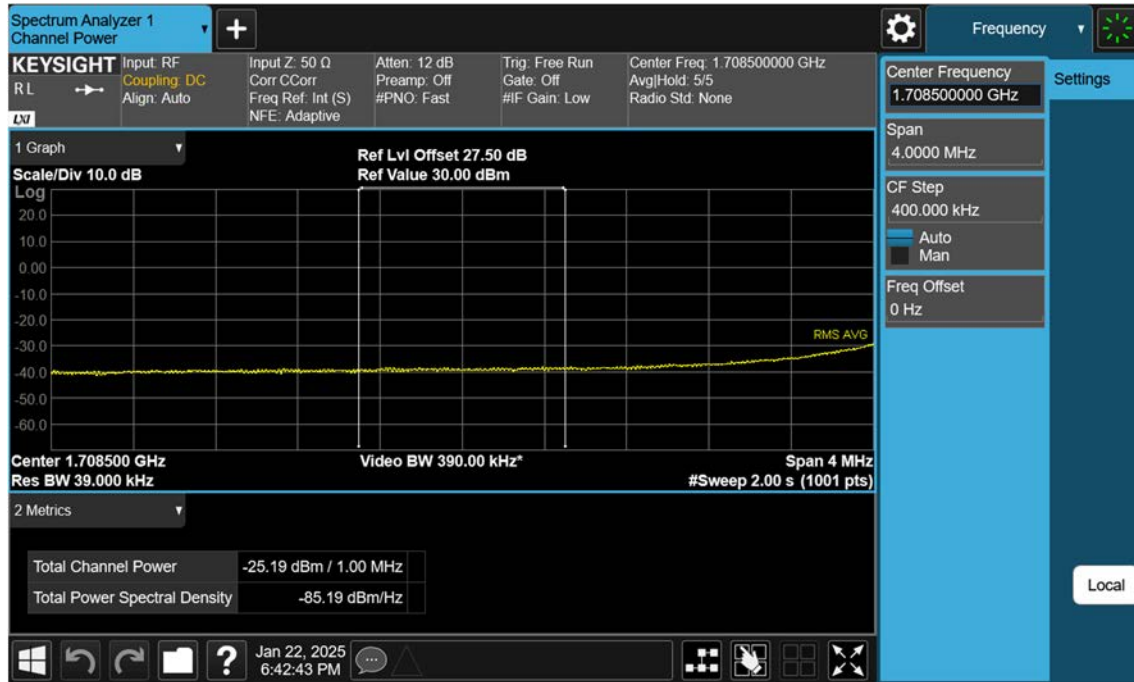 Spectrum Analyzer 1
Channel Power
Frequency
KEYSIGHT
RL
LXI
Input: RF
Coupling: DC
Align: Auto
Input Z: 50 Ω
Corr CCorr
Freq Ref: Int (S)
NFE: Adaptive
Atten: 12 dB
Preamp: Off
#PNO: Fast
Trig: Free Run
Gate: Off
#IF Gain: Low
Center Freq: 1.708500000 GHz
Avg|Hold: 5/5
Radio Std: None
Center Frequency
1.708500000 GHz
Settings
Span
4.0000 MHz
CF Step
400.000 kHz
Auto
Man
Freq Offset
0 Hz
1 Graph
Scale/Div 10.0 dB
Ref Lvl Offset 27.50 dB
Ref Value 30.00 dBm
Log
20.0
10.0
0.00
-10.0
-20.0
-30.0
-40.0
-50.0
-60.0
RMS AVG
Center 1.708500 GHz
Video BW 390.00 kHz*
Span 4 MHz
Res BW 39.000 kHz
#Sweep 2.00 s (1001 pts)
2 Metrics
Total Channel Power -25.19 dBm / 1.00 MHz
Total Power Spectral Density -85.19 dBm/Hz
Local
?
Jan 22, 2025
6:42:43 PM